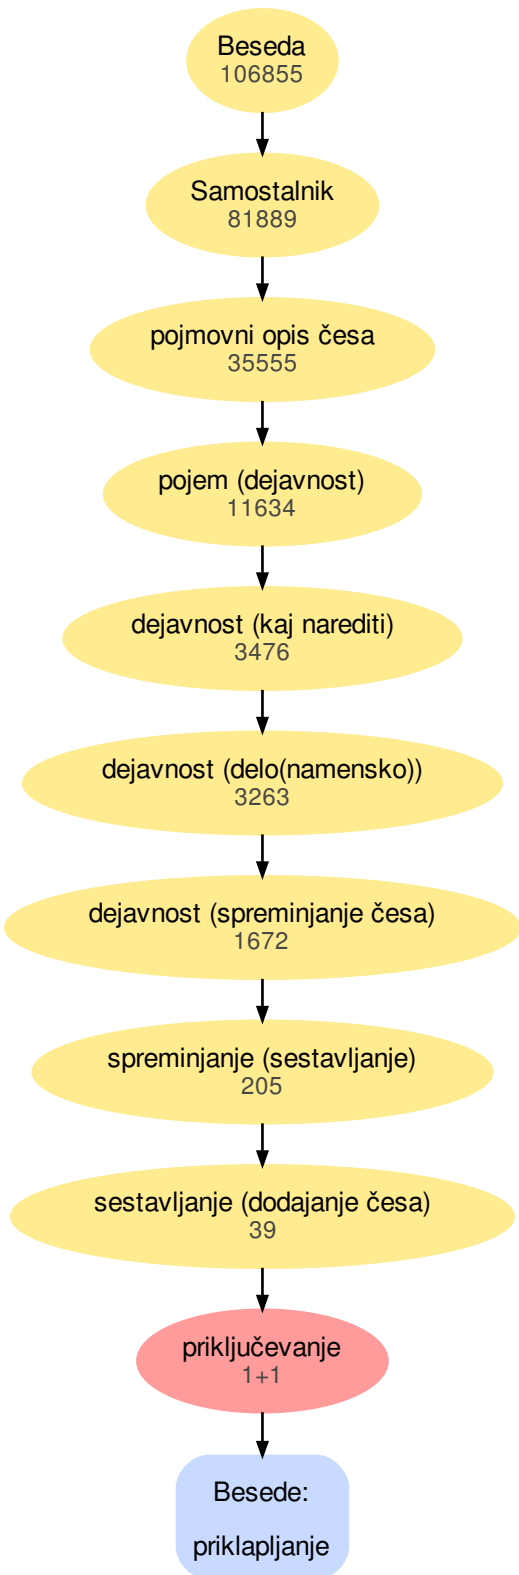 Beseda
106855
Samostalnik
81889
pojmovni opis česa
35555
pojem (dejavnost)
11634
dejavnost (kaj narediti)
3476
dejavnost (delo(namensko))
3263
dejavnost (spreminjanje česa)
1672
spreminjanje (sestavljanje)
205
sestavljanje (dodajanje česa)
39
priključevanje
1+1
Besede:
priklapljanje